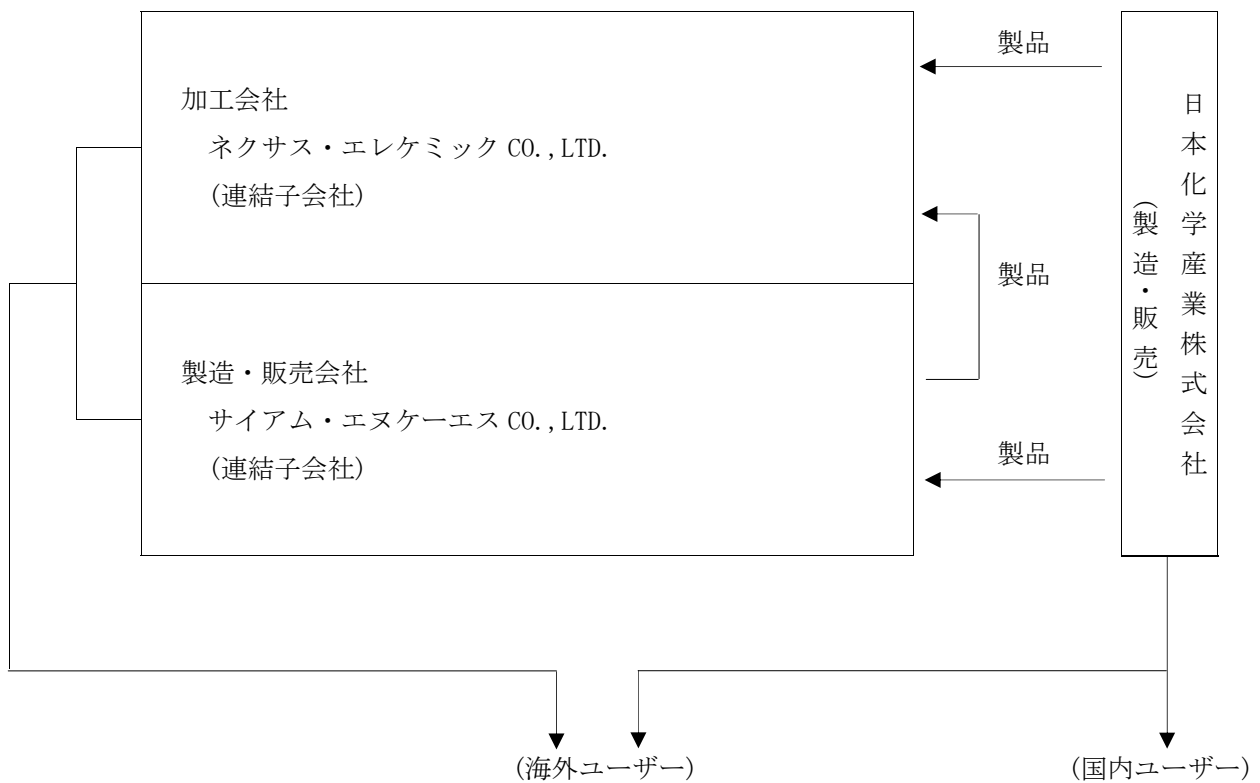 製品
加工会社
ネクサス・エレケミック CO.,LTD.
(連結子会社)
製品
製造・販売会社
サイアム・エヌケーエス CO.,LTD.
(連結子会社)
製品
日本化学産業株式会社
(製造・販売)
(海外ユーザー)
(国内ユーザー)